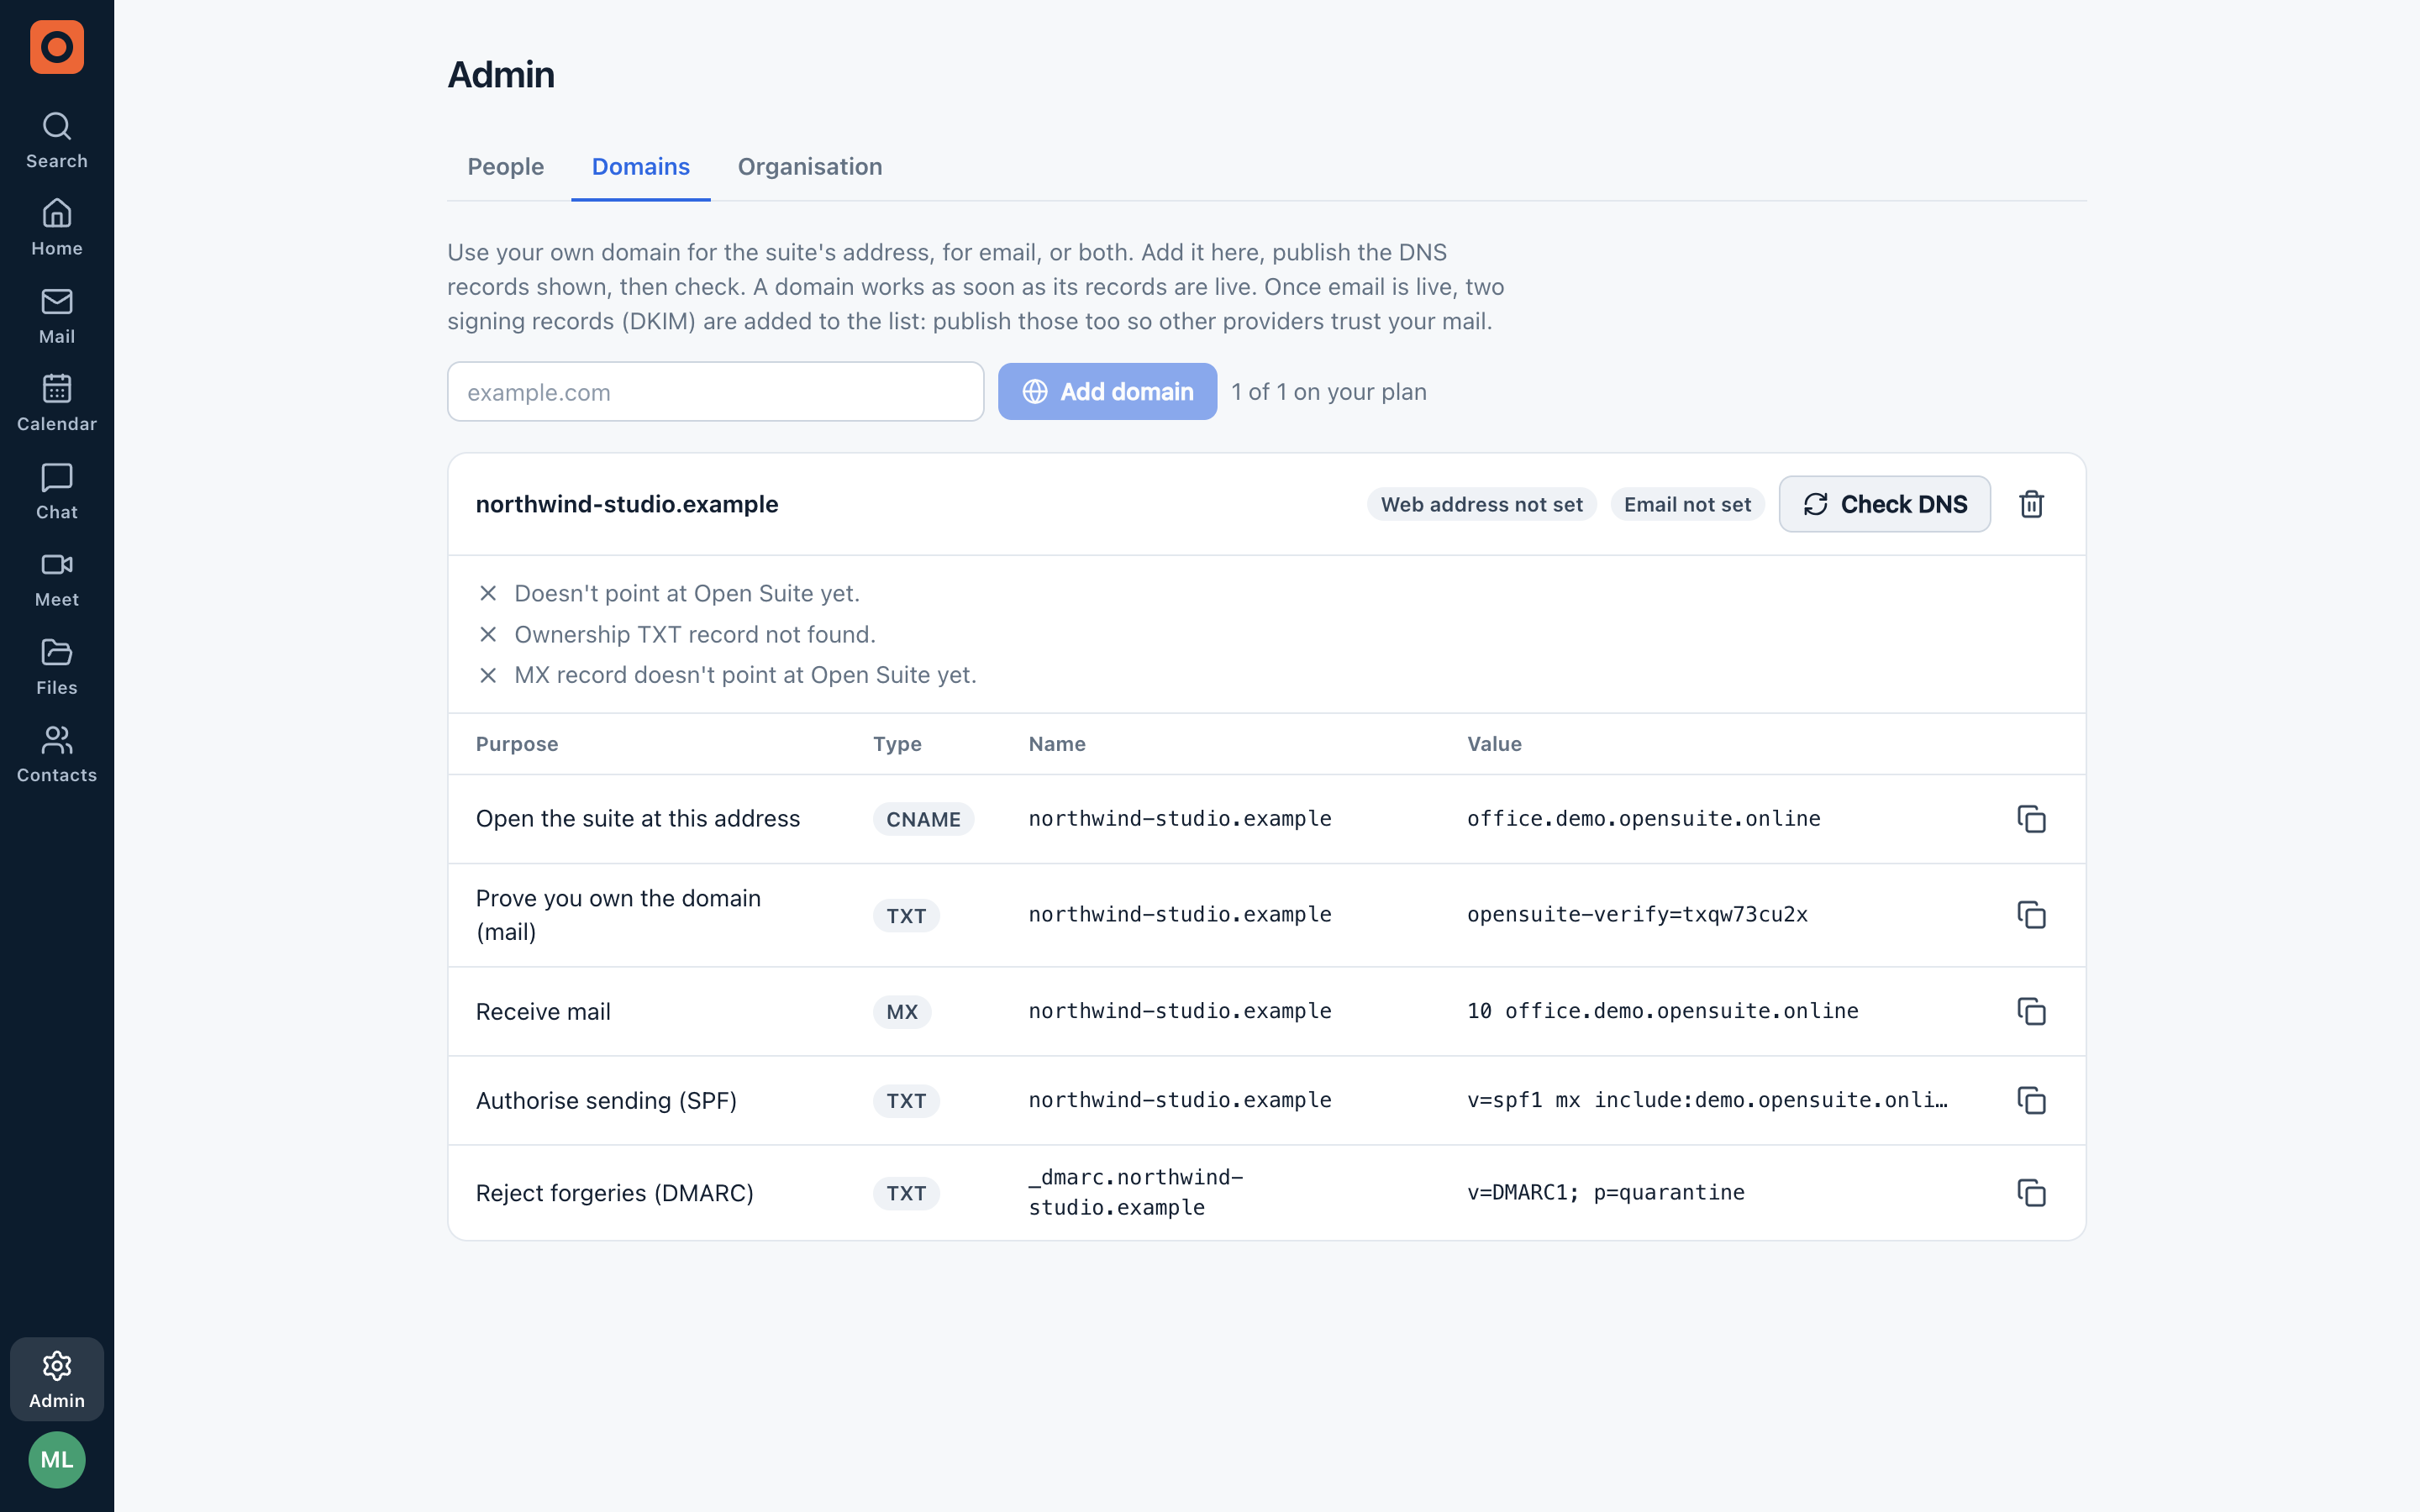 Search
Home
Mail
Calendar
Chat
Meet
Files
Contacts
Admin
ML
Admin
People
Domains
Organisation
Use your own domain for the suite's address, for email, or both. Add it here, publish the DNS
records shown, then check. A domain works as soon as its records are live. Once email is live, two
signing records (DKIM) are added to the list: publish those too so other providers trust your mail.
example.com
Add domain
1 of 1 on your plan
northwind-studio.example
Web address not set
Email not set
Check DNS
Doesn't point at Open Suite yet.
Ownership TXT record not found.
MX record doesn't point at Open Suite yet.
Purpose Type Name Value
Open the suite at this address CNAME northwind-studio.example office.demo.opensuite.online
Prove you own the domain
(mail) TXT northwind-studio.example opensuite-verify=txqw73cu2x
Receive mail MX northwind-studio.example 10 office.demo.opensuite.online
Authorise sending (SPF) TXT northwind-studio.example v=spf1 mx include:demo.opensuite.onli…
Reject forgeries (DMARC) TXT _dmarc.northwind-
studio.example v=DMARC1; p=quarantine